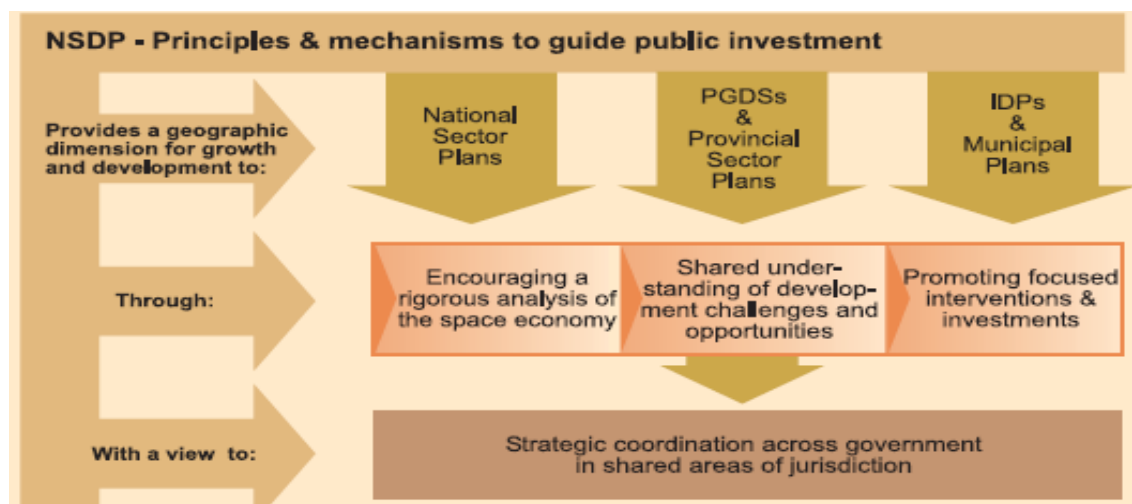 NSDP - Principles & mechanisms to guide public investment
Provides a geographic
dimension for growth
and development to:
National
Sector
Plans
PGDSs
&
Provincial
Sector
Plans
IDPs
&
Municipal
Plans
Through:
Encouraging a
rigorous analysis of
the space economy
Shared under-
standing of develop-
ment challenges and
opportunities
Promoting focused
interventions &
investments
With a view to:
Strategic coordination across government
in shared areas of jurisdiction